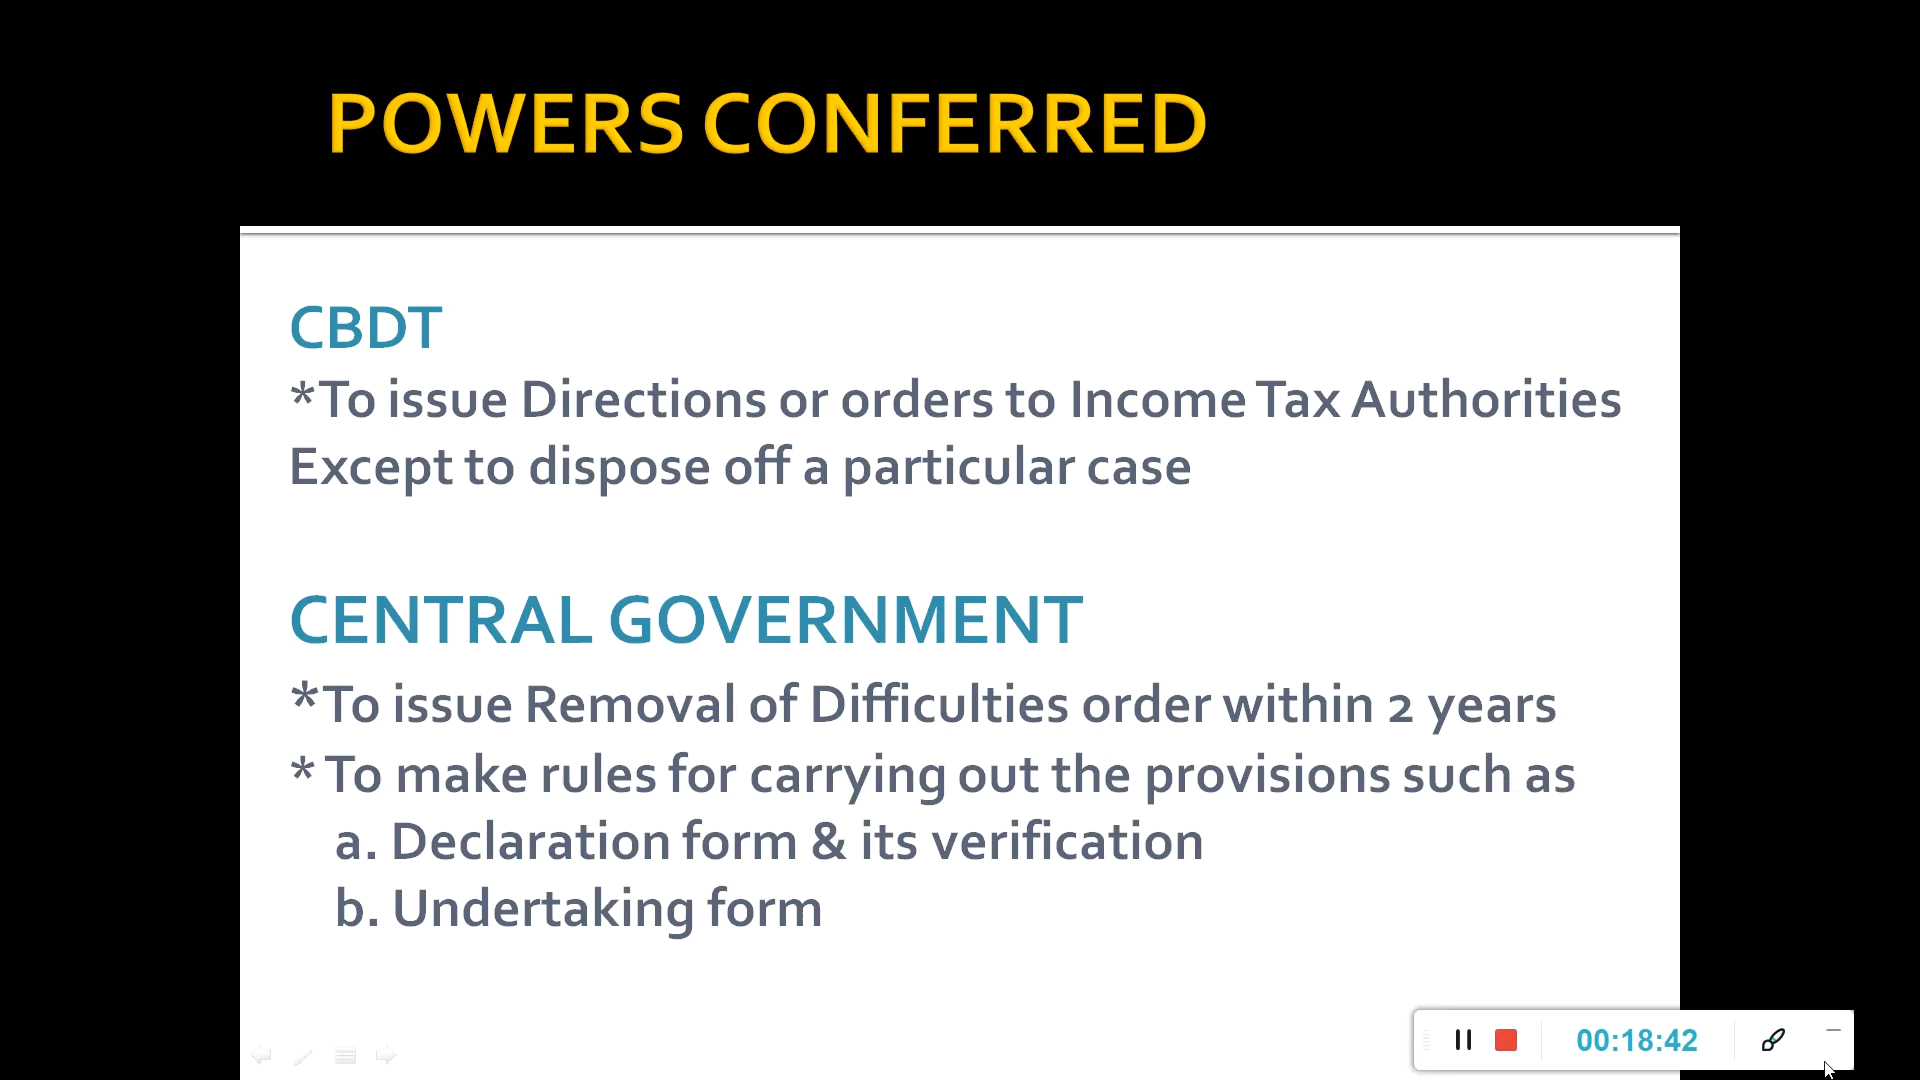 POWERS CONFERRED
CBDT
*To issue Directions or orders to Income Tax Authorities
Except to dispose off a particular case
CENTRAL GOVERNMENT
*To issue Removal of Difficulties order within 2 years
* To make rules for carrying out the provisions such as
a. Declaration form & its verification
b. Undertaking form
00:18:42